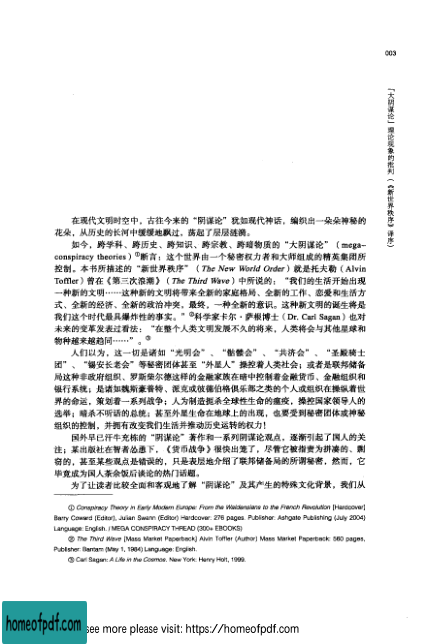 003
「大阴谋论」理论现象的批判（《新世界秩序》译序）
在现代文明时空中，古往今来的“阴谋论”犹如现代神话，编织出一朵朵神秘的
花朵，从历史的长河中缓缓地飘过，荡起了层层涟漪。
如今，跨学科、跨历史、跨知识、跨宗教、跨暗物质的“大阴谋论”（mega-
conspiracy theories）①断言：这个世界由一个秘密权力者和大师组成的精英集团所
控制。本书所描述的“新世界秩序”（The New World Order）就是托夫勒（Alvin
Toffler）曾在《第三次浪潮》（The Third Wave）中所说的：“我们的生活开始出现
一种新的文明……这种新的文明将带来全新的家庭格局、全新的工作、恋爱和生活方
式、全新的经济、全新的政治冲突，最终，一种全新的意识。这种新文明的诞生将是
我们这个时代最具爆炸性的事实。”②科学家卡尔·萨根博士（Dr. Carl Sagan）也对
未来的变革发表过看法：“在整个人类文明发展不久的将来，人类将会与其他星球和
物种越来越趋同……”。③
人们以为，这一切是诸如“光明会”、“骷髅会”、“共济会”、“圣殿骑士
团”、“锡安长老会”等秘密团体甚至“外星人”操控着人类社会；或者是联邦储备
局这种非政府组织、罗斯柴尔德这样的金融家族在暗中控制着金融货币、金融组织和
银行系统；是诸如魏斯豪普特、派克或彼德伯格俱乐部之类的个人或组织在操纵着世
界的命运，策划着一系列战争；人为制造扼杀全球性生命的瘟疫，操控国家领导人的
选举；暗杀不听话的总统；甚至外星生命在地球上的出现，也要受到秘密团体或神秘
组织的控制，并拥有改变我们生活并推动历史运转的权力！
国外早已汗牛充栋的“阴谋论”著作和一系列阴谋论观点，逐渐引起了国人的关
注；某出版社在智者怂恿下，《货币战争》很快出笼了，尽管它被指责为拼凑的、剽
窃的，甚至某些观点是错误的，只是表层地介绍了联邦储备局的所谓秘密，然而，它
毕竟成为国人茶余饭后谈论的热门话题。
为了让读者比较全面和客观地了解“阴谋论”及其产生的特殊文化背景，我们从
① Conspiracy Theory in Early Modern Europe: From the Waldensians to the French Revolution [Hardcover]
Barry Coward (Editor), Julian Swann (Editor) Hardcover: 276 pages. Publisher: Ashgate Publishing (July 2004)
Language: English. / MEGA CONSPIRACY THREAD (200+ EBOOKS)
② The Third Wave [Mass Market Paperback] Alvin Toffler (Author) Mass Market Paperback: 560 pages,
Publisher: Bantam (May 1, 1984) Language: English.
③ Carl Sagan: A Life in the Cosmos. New York: Henry Holt, 1999.
homeofpdf.com
see more please visit: https://homeofpdf.com